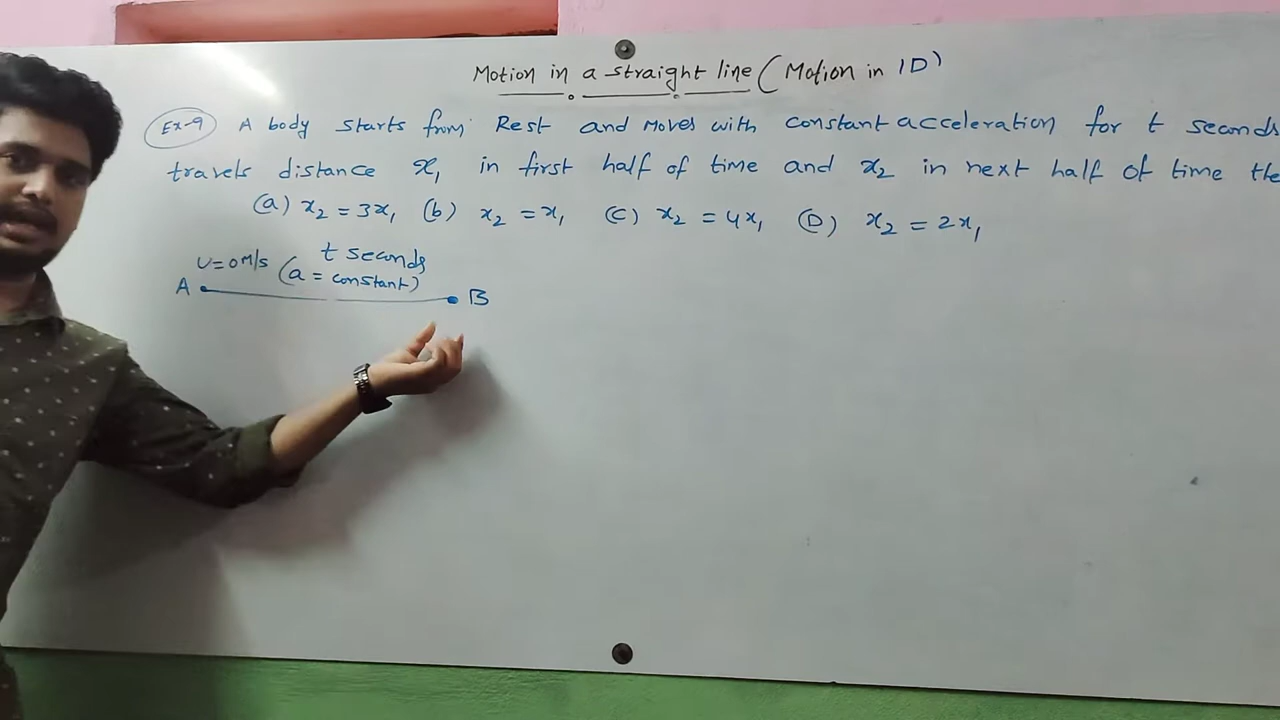 Motion in a straight line (Motion in 1D)
Ex-9 A body starts from Rest and Moves with constant acceleration for t seconds
travels distance x₁ in first half of time and x₂ in next half of time the
(a) x₂ = 3x₁ (b) x₂ = x₁ (C) x₂ = 4x₁ (D) x₂ = 2x₁
U=0M/s t seconds
(a = constant)
A B